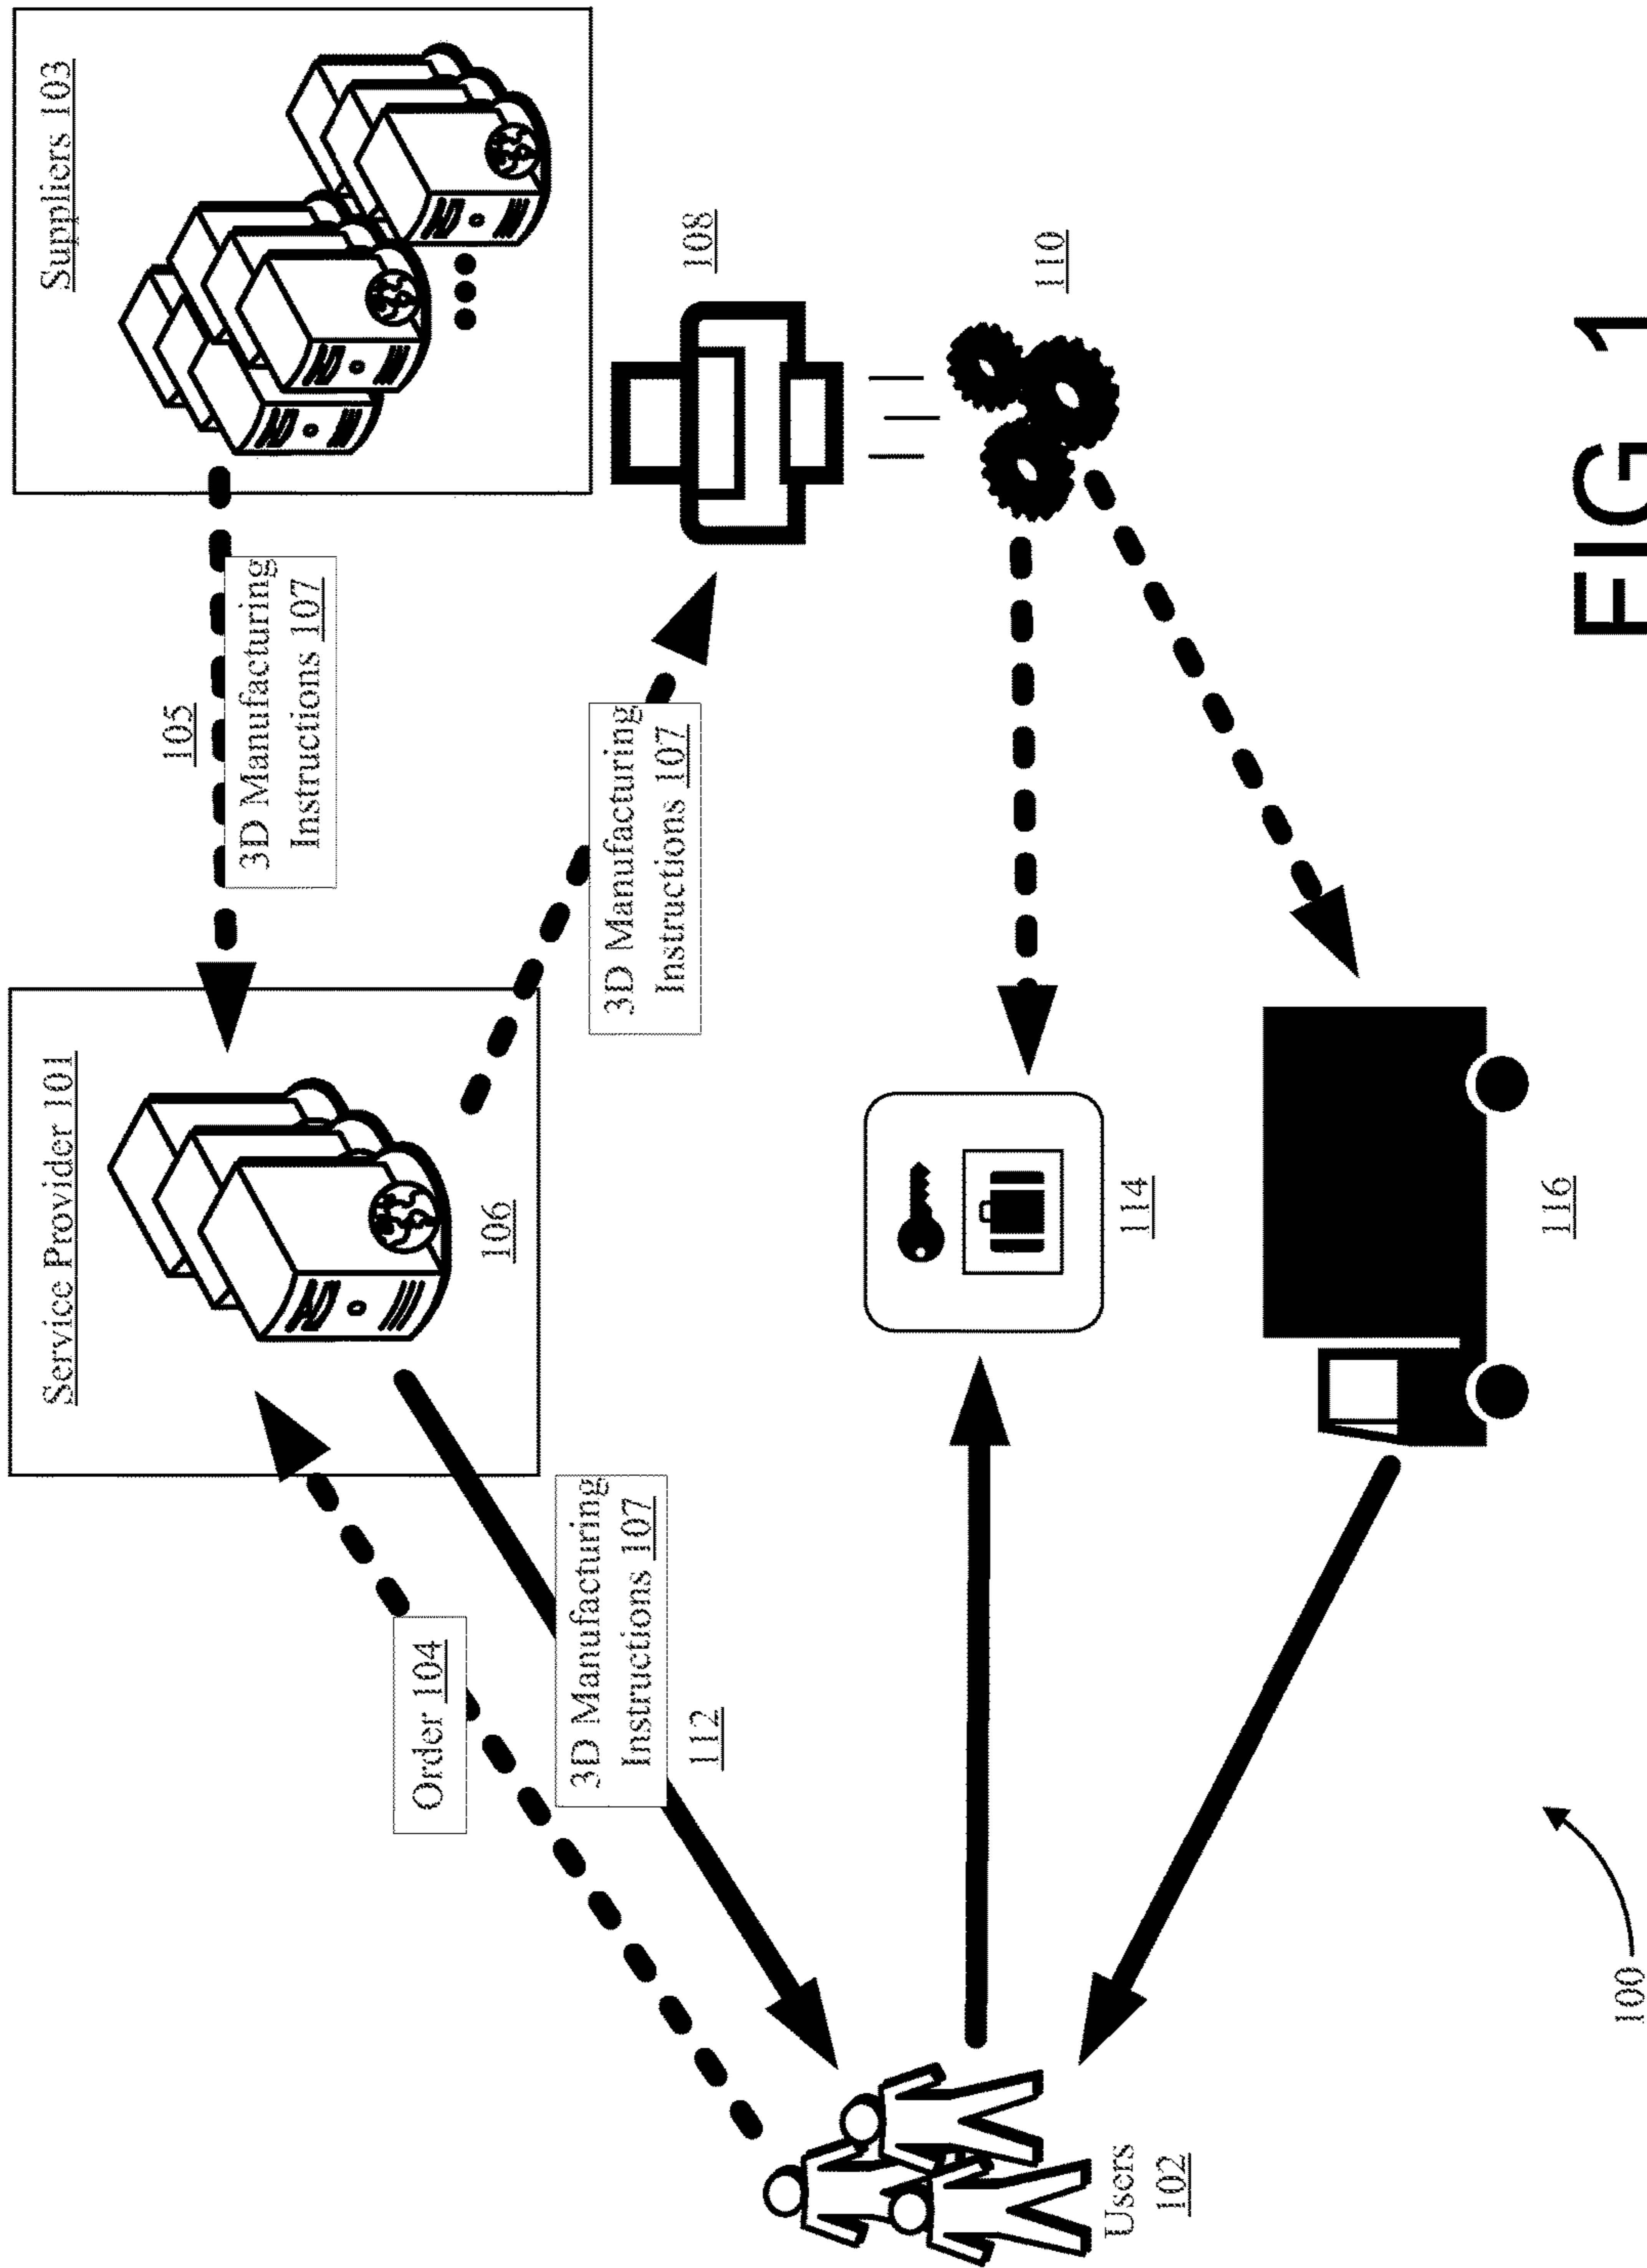 Service Provider 101
106
Suppliers 103
105
3D Manufacturing
Instructions 107
Order 104
3D Manufacturing
Instructions 107
112
3D Manufacturing
Instructions 107
108
110
114
116
Users
102
100
FIG. 1